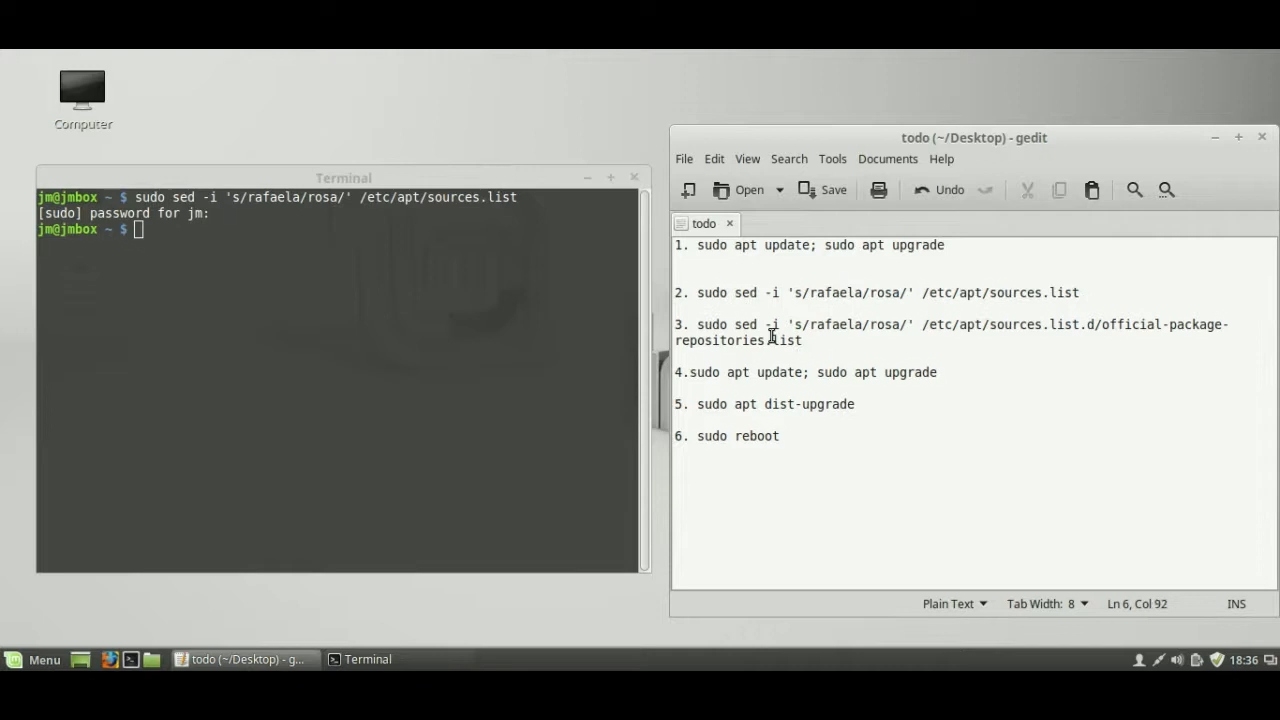 Computer
Terminal
jm@jmbox ~ $ sudo sed -i 's/rafaela/rosa/' /etc/apt/sources.list
[sudo] password for jm:
jm@jmbox ~ $
todo (~/Desktop) - gedit
File Edit View Search Tools Documents Help
Open Save Undo
todo
1. sudo apt update; sudo apt upgrade
2. sudo sed -i 's/rafaela/rosa/' /etc/apt/sources.list
3. sudo sed -i 's/rafaela/rosa/' /etc/apt/sources.list.d/official-package-
repositories.list
4.sudo apt update; sudo apt upgrade
5. sudo apt dist-upgrade
6. sudo reboot
Plain Text Tab Width: 8 Ln 6, Col 92 INS
Menu todo (~/Desktop) - g... Terminal 18:36